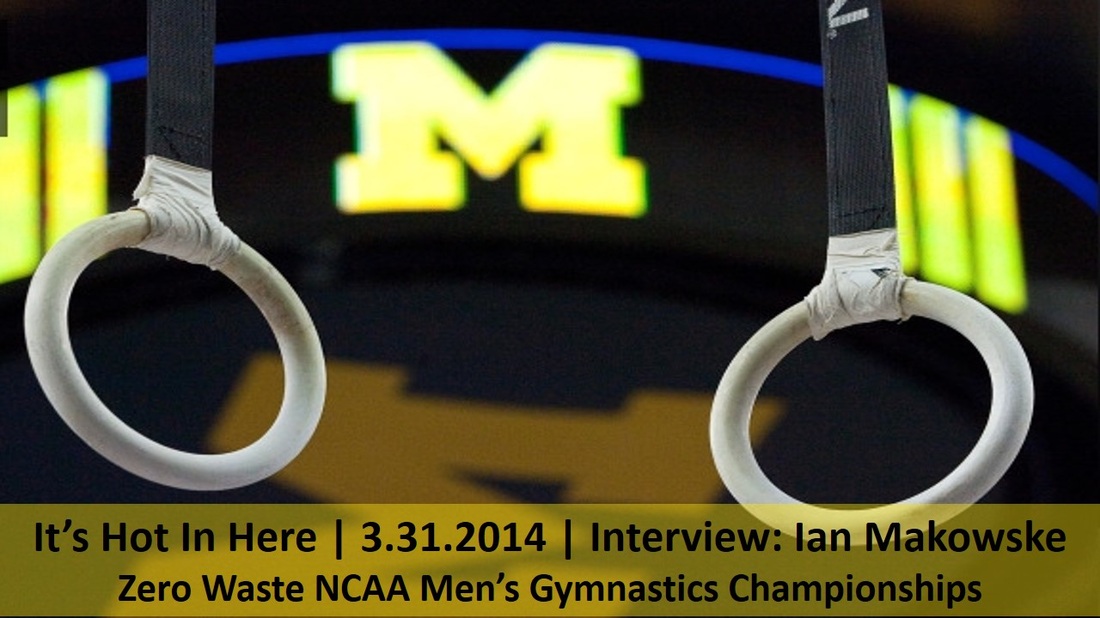 M
It’s Hot In Here | 3.31.2014 | Interview: Ian Makowske
Zero Waste NCAA Men’s Gymnastics Championships